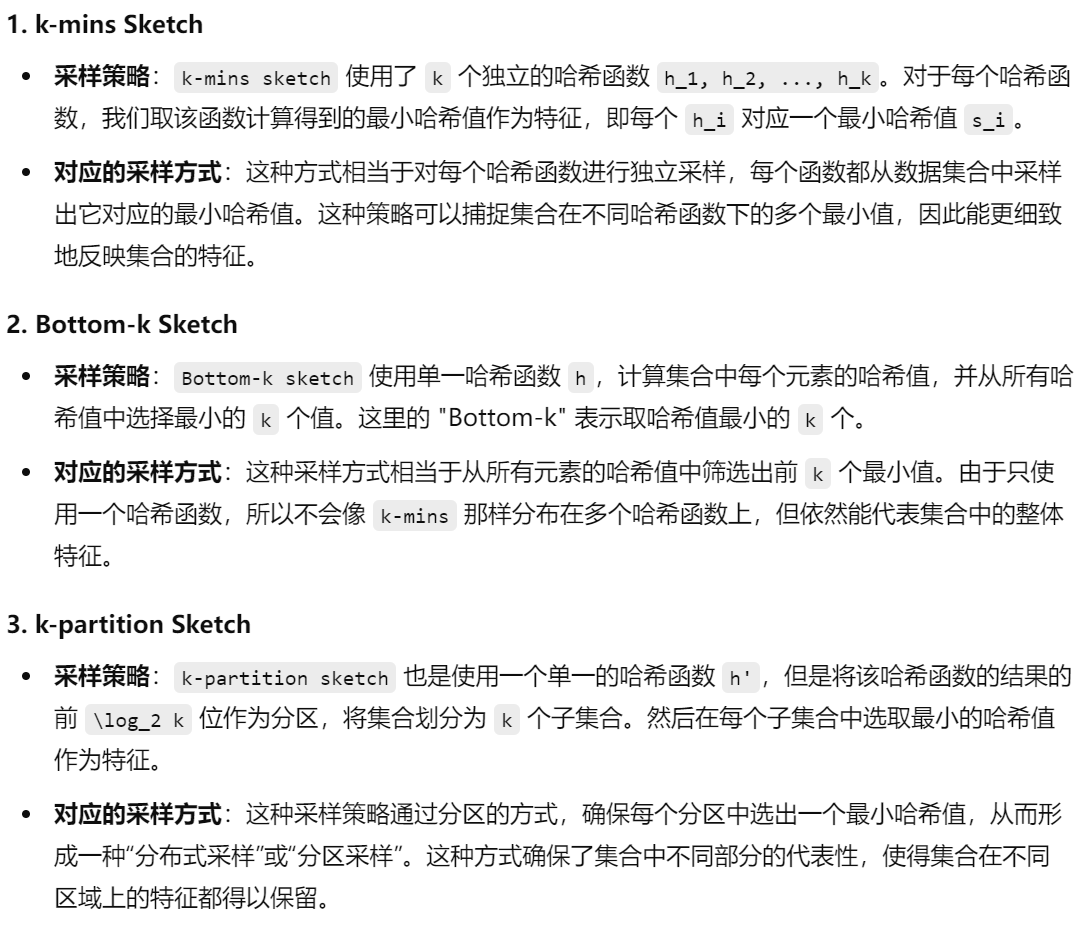 1. k-mins Sketch
• 采样策略：k-mins sketch 使用了 k 个独立的哈希函数 h_1, h_2, ..., h_k。对于每个哈希函
数，我们取该函数计算得到的最小哈希值作为特征，即每个 h_i 对应一个最小哈希值 s_i。
• 对应的采样方式：这种方式相当于对每个哈希函数进行独立采样，每个函数都从数据集合中采样
出它对应的最小哈希值。这种策略可以捕捉集合在不同哈希函数下的多个最小值，因此能更细致
地反映集合的特征。
2. Bottom-k Sketch
• 采样策略：Bottom-k sketch 使用单一哈希函数 h，计算集合中每个元素的哈希值，并从所有哈
希值中选择最小的 k 个值。这里的 "Bottom-k" 表示取哈希值最小的 k 个。
• 对应的采样方式：这种采样方式相当于从所有元素的哈希值中筛选出前 k 个最小值。由于只使
用一个哈希函数，所以不会像 k-mins 那样分布在多个哈希函数上，但依然能代表集合中的整体
特征。
3. k-partition Sketch
• 采样策略：k-partition sketch 也是使用一个单一的哈希函数 h'，但是将该哈希函数的结果的
前 \log_2 k 位作为分区，将集合划分为 k 个子集合。然后在每个子集合中选取最小的哈希值
作为特征。
• 对应的采样方式：这种采样策略通过分区的方式，确保每个分区中选出一个最小哈希值，从而形
成一种“分布式采样”或“分区采样”。这种方式确保了集合中不同部分的代表性，使得集合在不同
区域上的特征都得以保留。